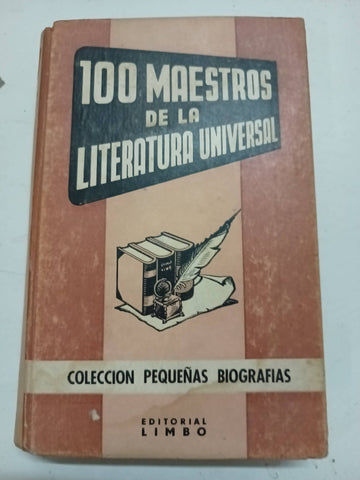 100 MAESTROS
DE LA
LITERATURA UNIVERSAL
COLECCION PEQUEÑAS BIOGRAFIAS
EDITORIAL
LIMBO